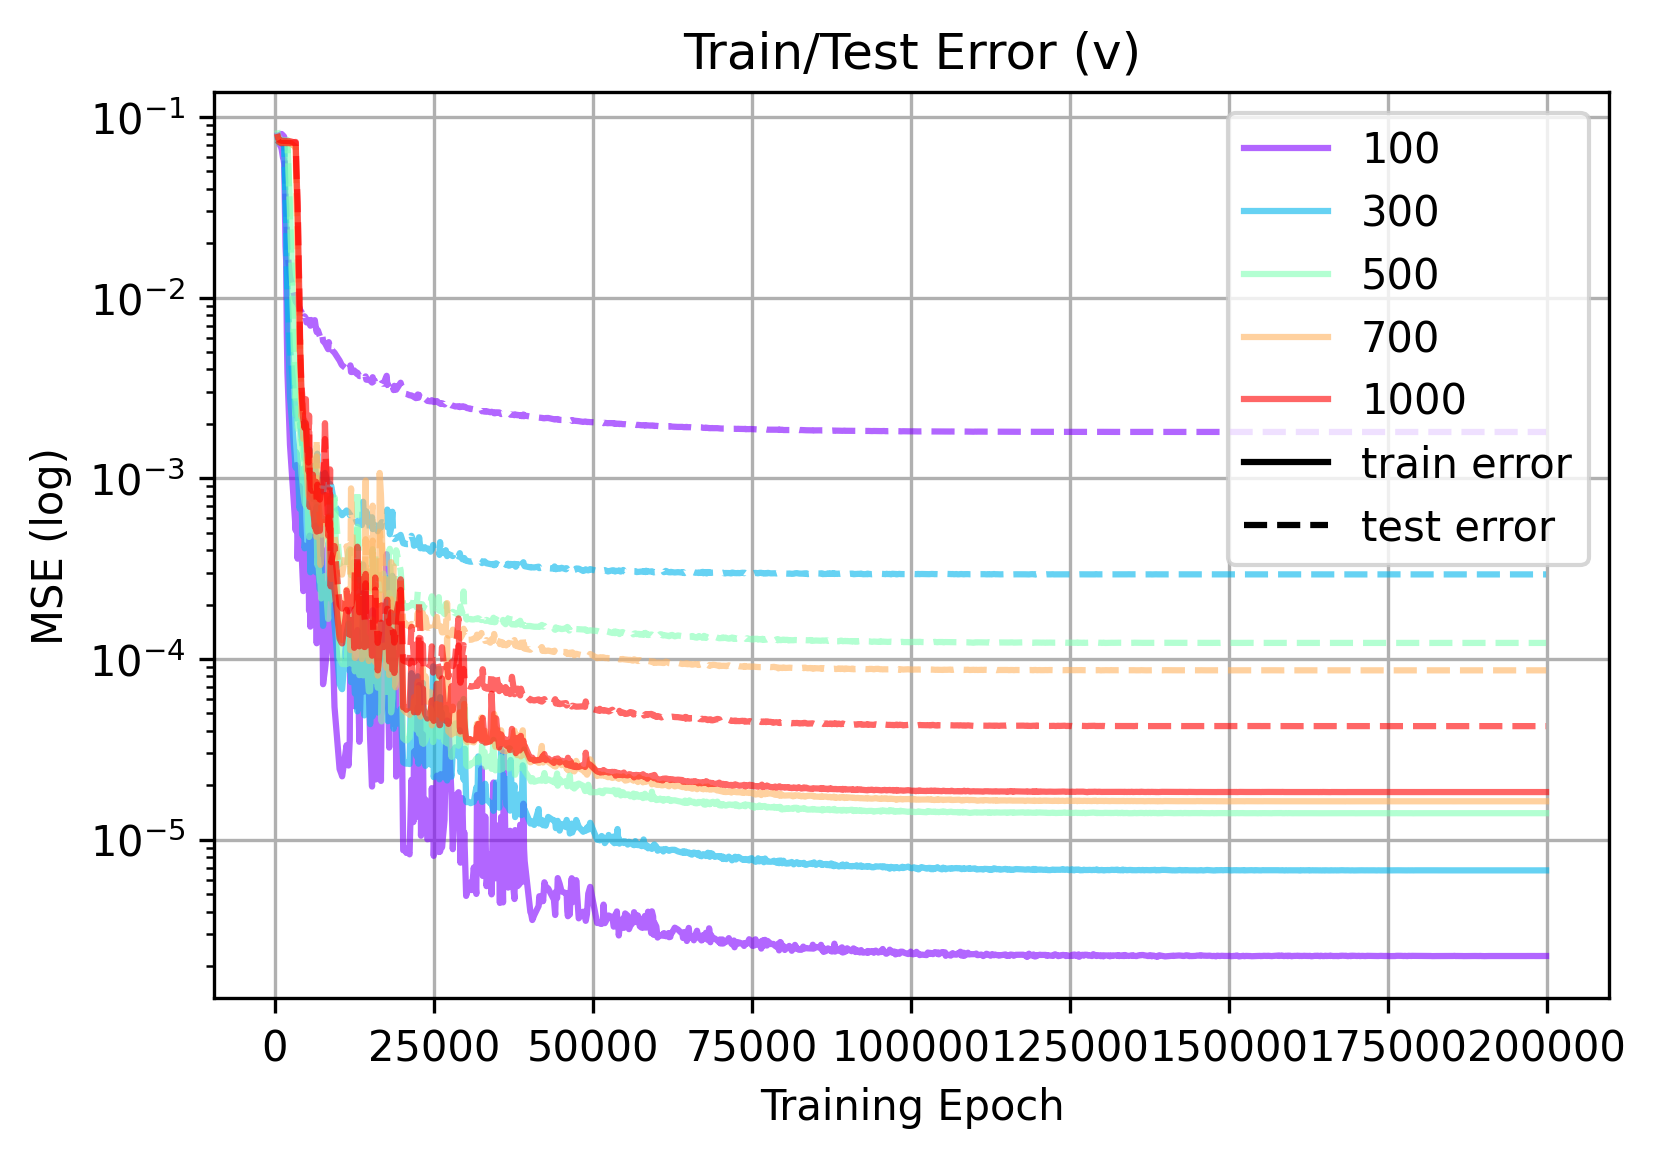 Train/Test Error (v)
10⁻¹
10⁻²
10⁻³
10⁻⁴
10⁻⁵
MSE (log)
100
300
500
700
1000
train error
test error
0 25000 50000 75000 100000 125000 150000 175000 200000
Training Epoch